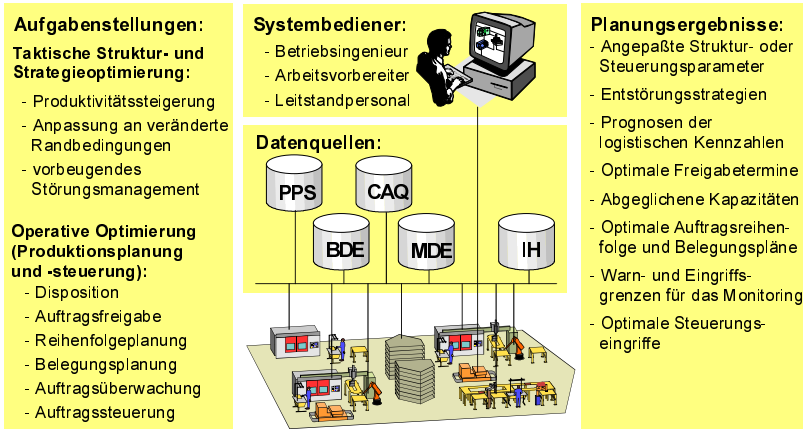 Aufgabenstellungen:
Taktische Struktur- und
Strategieoptimierung:
- Produktivitätssteigerung
- Anpassung an veränderte
Randbedingungen
- vorbeugendes
Störungsmanagement
Operative Optimierung
(Produktionsplanung
und -steuerung):
- Disposition
- Auftragsfreigabe
- Reihenfolgeplanung
- Belegungsplanung
- Auftragsüberwachung
- Auftragssteuerung
Systembediener:
- Betriebsingenieur
- Arbeitsvorbereiter
- Leitstandpersonal
Datenquellen:
PPS
CAQ
BDE
MDE
IH
Planungsergebnisse:
- Angepaßte Struktur- oder
Steuerungsparameter
- Entstörungsstrategien
- Prognosen der
logistischen Kennzahlen
- Optimale Freigabetermine
- Abgeglichene Kapazitäten
- Optimale Auftragsreihen-
folge und Belegungspläne
- Warn- und Eingriffs-
grenzen für das Monitoring
- Optimale Steuerungs-
eingriffe